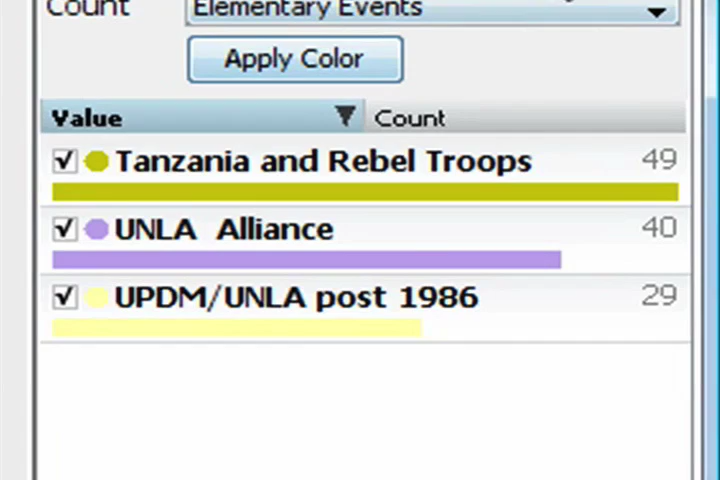 Count Elementary Events
Apply Color
Value Count
Tanzania and Rebel Troops 49
UNLA Alliance 40
UPDM/UNLA post 1986 29